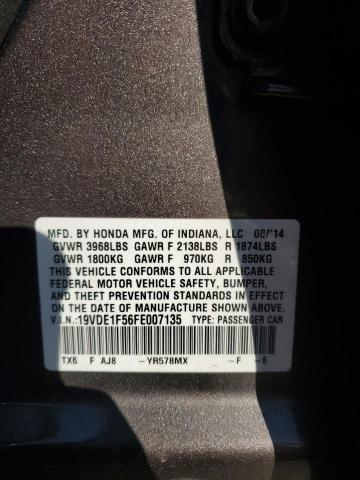 MFD. BY HONDA MFG. OF INDIANA, LLC 08/'14
GVWR 3968LBS GAWR F 2138LBS R 1874LBS
GVWR 1800KG GAWR F 970KG R 850KG
THIS VEHICLE CONFORMS TO ALL APPLICABLE
FEDERAL MOTOR VEHICLE SAFETY, BUMPER,
AND THEFT PREVENTION STANDARDS IN EFFECT
ON THE DATE OF MANUFACTURE SHOWN ABOVE.
V.I.N.:19VDE1F56FE007135 TYPE: PASSENGER CAR
TX6 F AJ8 -YR578MX -F -E